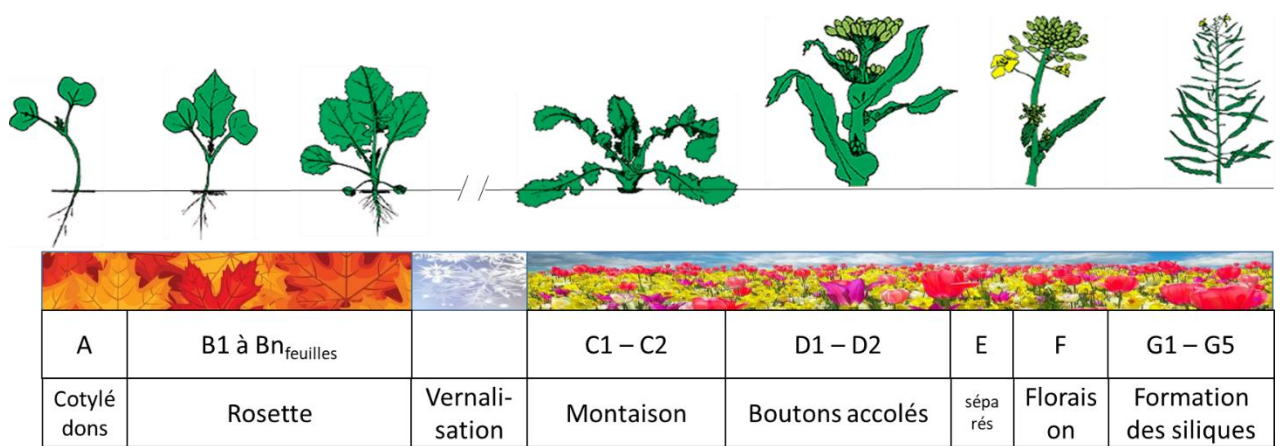 A B1 à Bnfeuilles C1 – C2 D1 – D2 E F G1 – G5
Cotylé
dons
Rosette
Vernali-
sation
Montaison
Boutons accolés
sépa
rés
Florais
on
Formation
des siliques